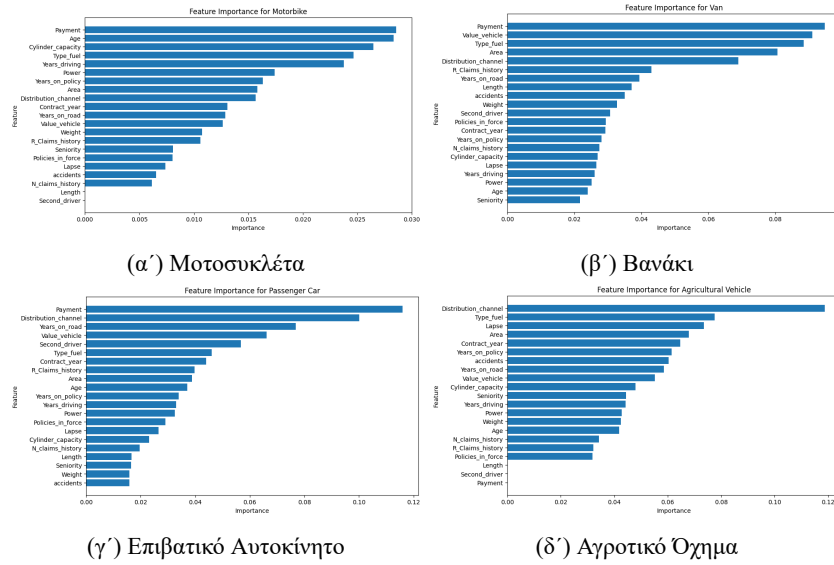 Feature Importance for Motorbike
Feature
Payment
Age
Cylinder_capacity
Type_fuel
Years_driving
Power
Years_on_policy
Area
Distribution_channel
Contract_year
Years_on_road
Value_vehicle
Weight
R_Claims_history
Seniority
Policies_in_force
Lapse
accidents
N_claims_history
Length
Second_driver
0.000 0.005 0.010 0.015 0.020 0.025 0.030
Importance
(α΄) Μοτοσυκλέτα
Feature Importance for Van
Feature
Payment
Value_vehicle
Type_fuel
Area
Distribution_channel
R_Claims_history
Years_on_road
Length
accidents
Weight
Second_driver
Policies_in_force
Contract_year
Years_on_policy
N_claims_history
Cylinder_capacity
Lapse
Years_driving
Power
Age
Seniority
0.00 0.02 0.04 0.06 0.08
Importance
(β΄) Βανάκι
Feature Importance for Passenger Car
Feature
Payment
Distribution_channel
Years_on_road
Value_vehicle
Second_driver
Type_fuel
Contract_year
R_Claims_history
Area
Age
Years_on_policy
Years_driving
Power
Policies_in_force
Lapse
Cylinder_capacity
N_claims_history
Length
Seniority
Weight
accidents
0.00 0.02 0.04 0.06 0.08 0.10 0.12
Importance
(γ΄) Επιβατικό Αυτοκίνητο
Feature Importance for Agricultural Vehicle
Feature
Distribution_channel
Type_fuel
Lapse
Area
Contract_year
Years_on_policy
accidents
Years_on_road
Value_vehicle
Cylinder_capacity
Seniority
Years_driving
Power
Weight
Age
N_claims_history
R_Claims_history
Policies_in_force
Length
Second_driver
Payment
0.00 0.02 0.04 0.06 0.08 0.10 0.12
Importance
(δ΄) Αγροτικό Όχημα